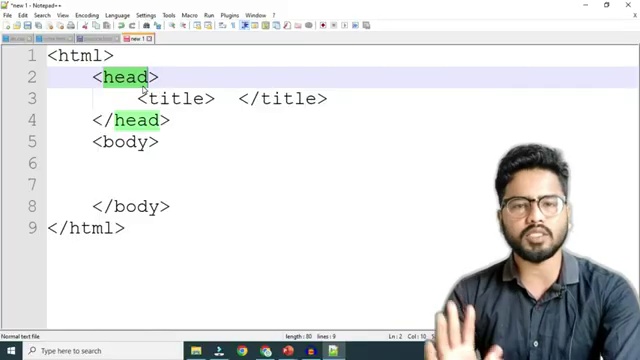 *new 1 - Notepad++
File Edit Search View Encoding Language Settings Tools Macro Run Plugins Window ?
new 1
1 <html>
2 <head>
3 <title> </title>
4 </head>
5 <body>
6
7
8 </body>
9 </html>
Normal text file length : 80 lines : 9 Ln : 2 Col : 10
Type here to search